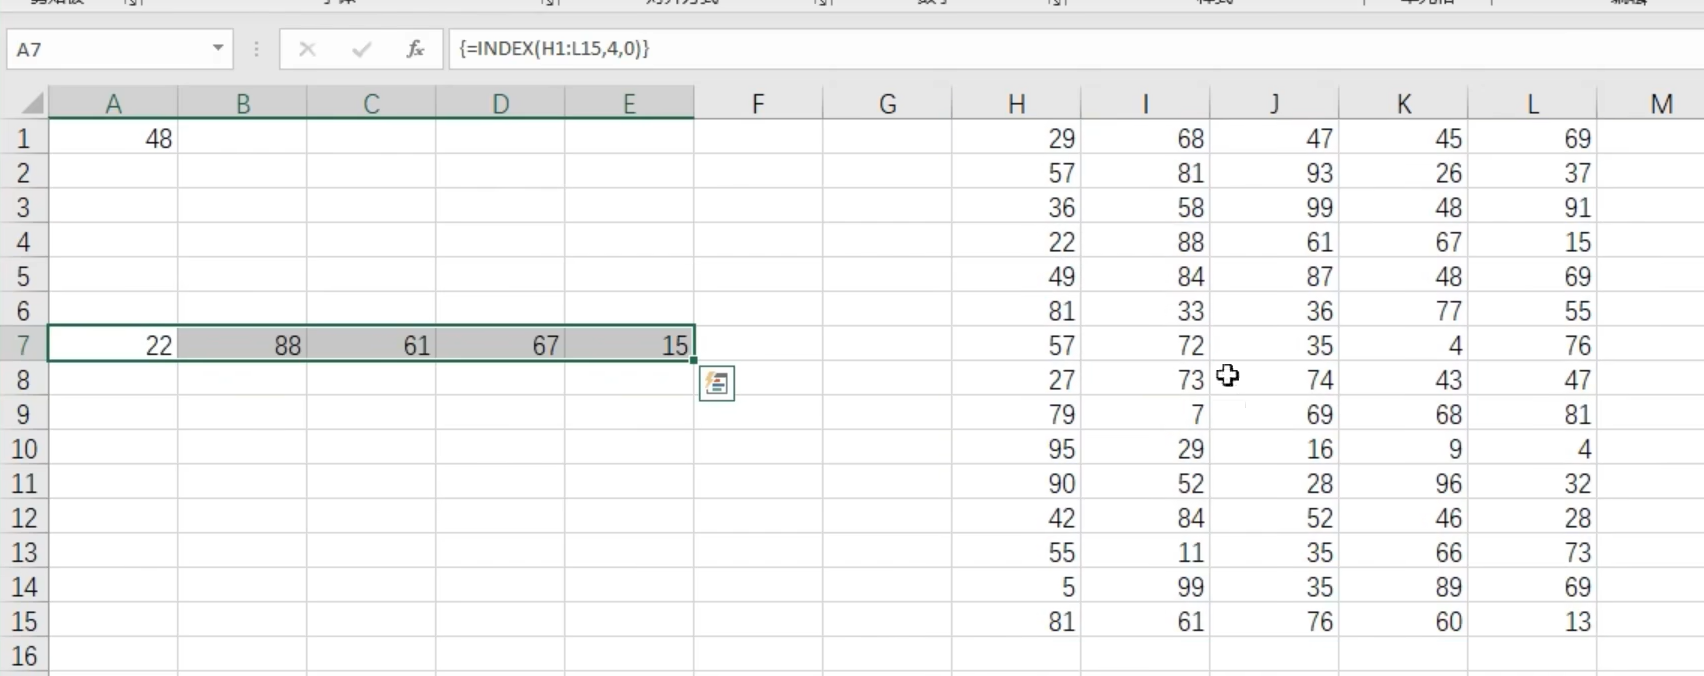 A7 fx {=INDEX(H1:L15,4,0)}
A B C D E F G H I J K L M
1 48 29 68 47 45 69
2 57 81 93 26 37
3 36 58 99 48 91
4 22 88 61 67 15
5 49 84 87 48 69
6 81 33 36 77 55
7 22 88 61 67 15 57 72 35 4 76
8 27 73 74 43 47
9 79 7 69 68 81
10 95 29 16 9 4
11 90 52 28 96 32
12 42 84 52 46 28
13 55 11 35 66 73
14 5 99 35 89 69
15 81 61 76 60 13
16